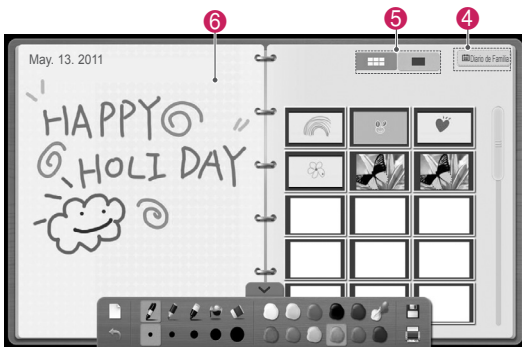 6
5
4
May. 13. 2011
Diario de Familia
HAPPY
HOLI DAY